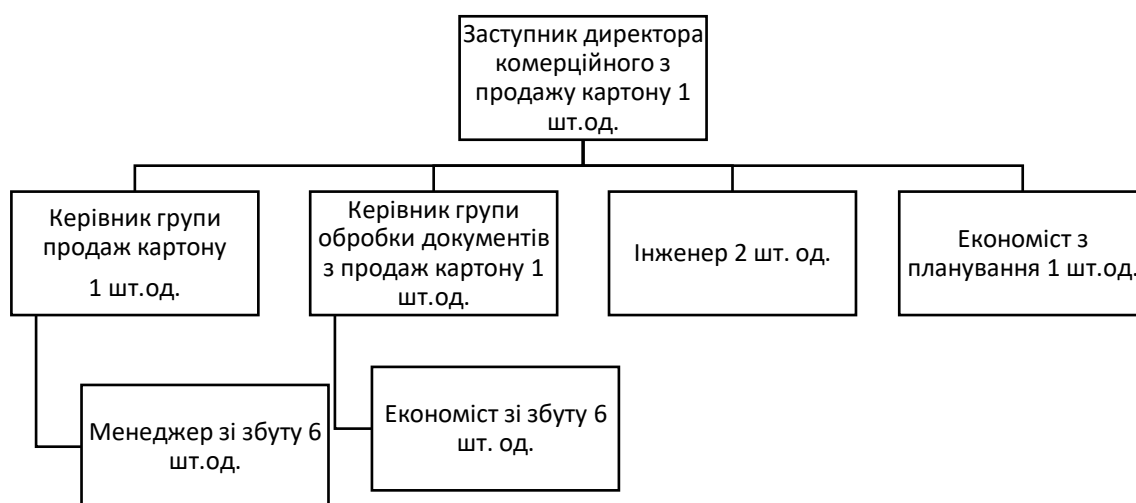 Заступник директора
комерційного з
продажу картону 1
шт.од.
Керівник групи
продаж картону
1 шт.од.
Керівник групи
обробки документів
з продаж картону 1
шт.од.
Інженер 2 шт. од.
Економіст з
планування 1 шт.од.
Менеджер зі збуту 6
шт.од.
Економіст зі збуту 6
шт. од.